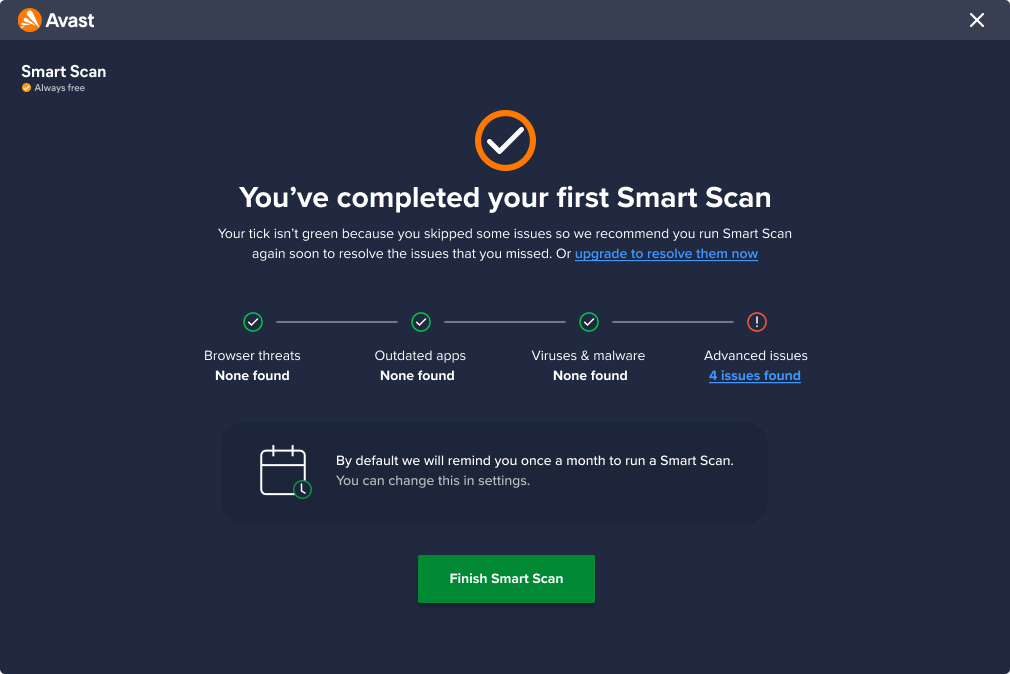 Avast
Smart Scan
Always free
You’ve completed your first Smart Scan
Your tick isn’t green because you skipped some issues so we recommend you run Smart Scan
again soon to resolve the issues that you missed. Or upgrade to resolve them now
Browser threats
None found
Outdated apps
None found
Viruses & malware
None found
Advanced issues
4 issues found
By default we will remind you once a month to run a Smart Scan.
You can change this in settings.
Finish Smart Scan